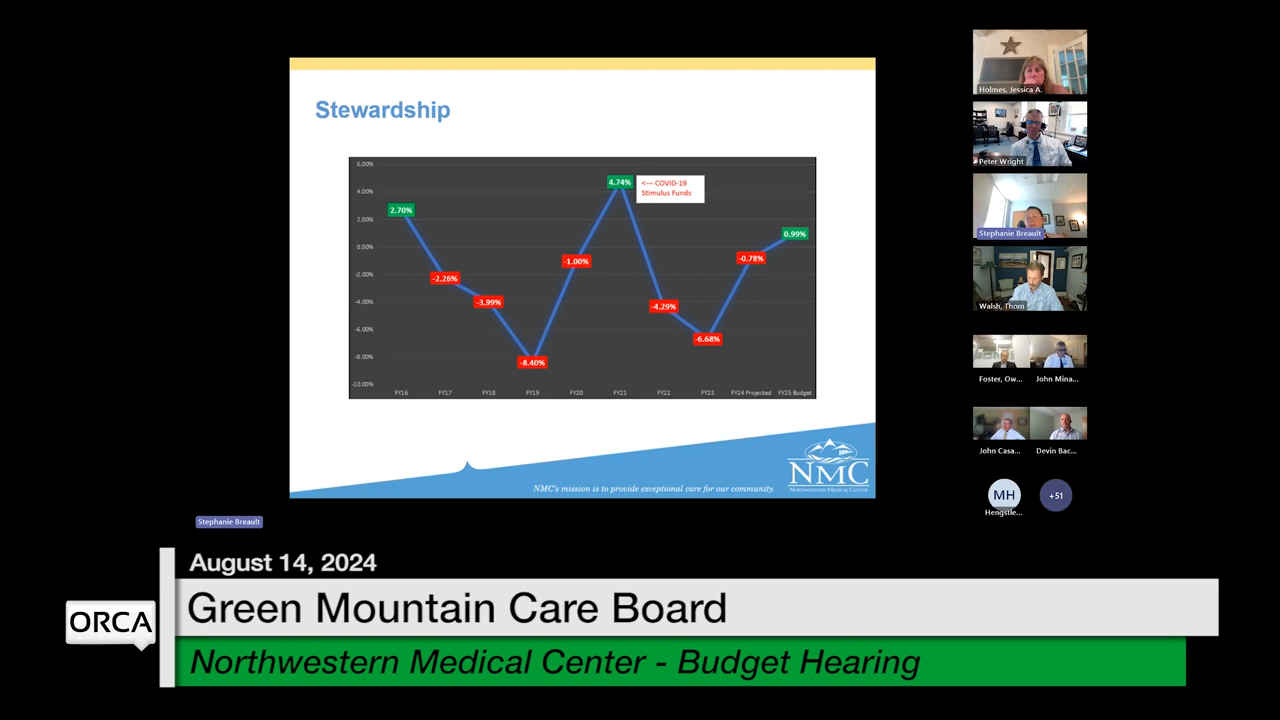 Stewardship
6.00%
4.00%
2.00%
0.00%
-2.00%
-4.00%
-6.00%
-8.00%
-10.00%
2.70%
-2.26%
-3.99%
-8.40%
-1.00%
4.74%
<--- COVID-19
Stimulus Funds
-4.29%
-6.68%
-0.78%
0.99%
FY16
FY17
FY18
FY19
FY20
FY21
FY22
FY23
FY24 Projected
FY25 Budget
NMC's mission is to provide exceptional care for our community.
NMC
NORTHWESTERN MEDICAL CENTER
Holmes, Jessica A.
Peter Wright
Stephanie Breault
Walsh, Thom
Foster, Ow...
John Mina...
John Casa...
Devin Bac...
MH
+51
Hengstle...
Stephanie Breault
August 14, 2024
ORCA
Green Mountain Care Board
Northwestern Medical Center - Budget Hearing